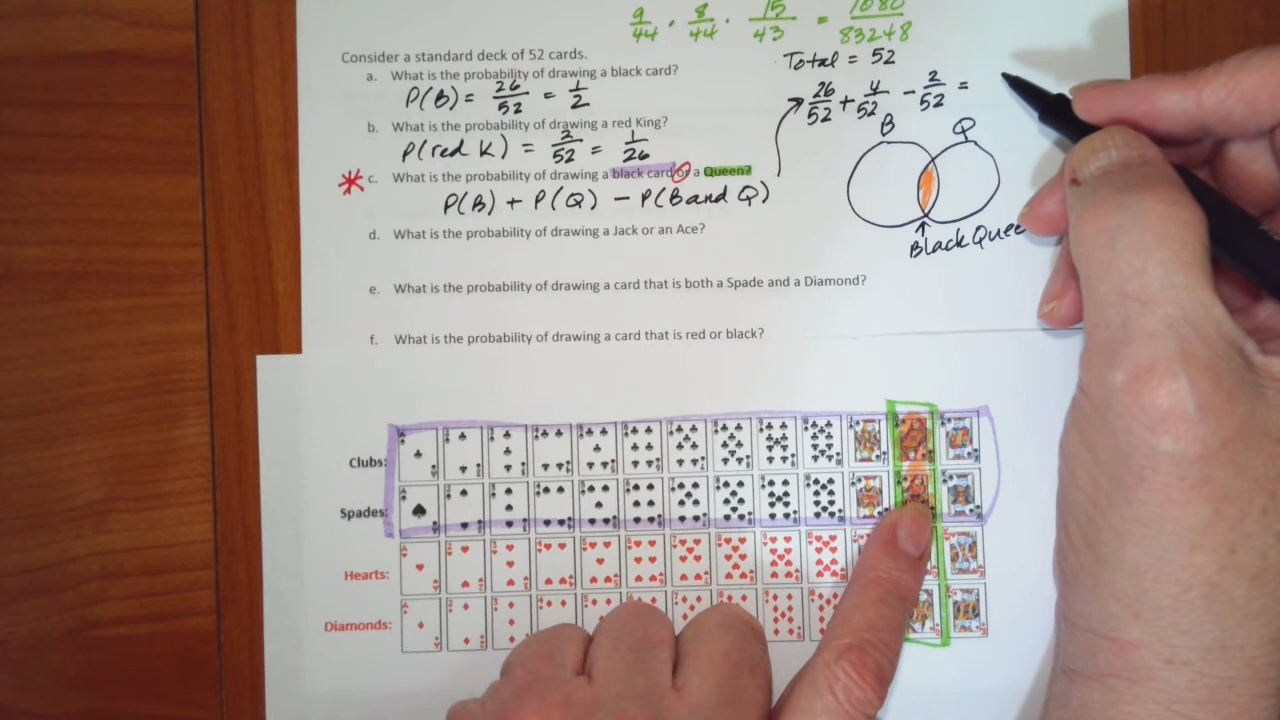 9/44 · 8/44 · 15/43 = 1080/83248
Consider a standard deck of 52 cards.
Total = 52
a. What is the probability of drawing a black card?
P(B) = 26/52 = 1/2
26/52 + 4/52 - 2/52 =
b. What is the probability of drawing a red King?
P(red K) = 2/52 = 1/26
B Q
* c. What is the probability of drawing a black card or a Queen?
P(B) + P(Q) - P(B and Q)
d. What is the probability of drawing a Jack or an Ace?
↑
Black Quee
e. What is the probability of drawing a card that is both a Spade and a Diamond?
f. What is the probability of drawing a card that is red or black?
Clubs:
Spades:
Hearts:
Diamonds: